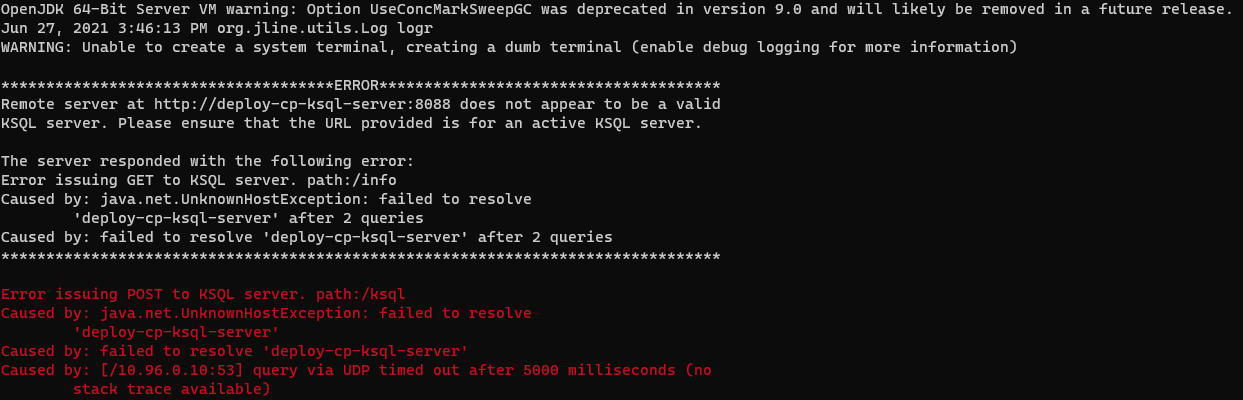 OpenJDK 64-Bit Server VM warning: Option UseConcMarkSweepGC was deprecated in version 9.0 and will likely be removed in a future release.
Jun 27, 2021 3:46:13 PM org.jline.utils.Log logr
WARNING: Unable to create a system terminal, creating a dumb terminal (enable debug logging for more information)

*************************************ERROR**************************************
Remote server at http://deploy-cp-ksql-server:8088 does not appear to be a valid
KSQL server. Please ensure that the URL provided is for an active KSQL server.

The server responded with the following error:
Error issuing GET to KSQL server. path:/info
Caused by: java.net.UnknownHostException: failed to resolve
        'deploy-cp-ksql-server' after 2 queries
Caused by: failed to resolve 'deploy-cp-ksql-server' after 2 queries
********************************************************************************

Error issuing POST to KSQL server. path:/ksql
Caused by: java.net.UnknownHostException: failed to resolve
        'deploy-cp-ksql-server'
Caused by: failed to resolve 'deploy-cp-ksql-server'
Caused by: [/10.96.0.10:53] query via UDP timed out after 5000 milliseconds (no
        stack trace available)